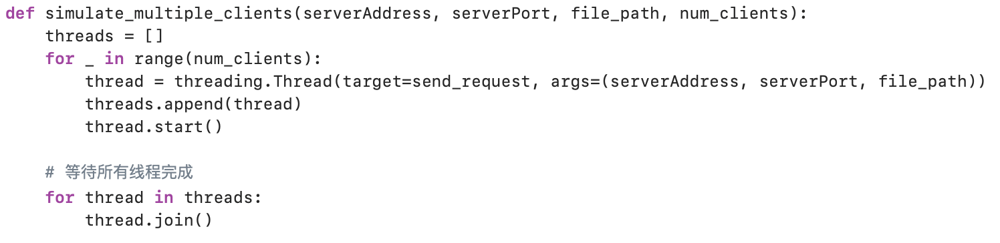 def simulate_multiple_clients(serverAddress, serverPort, file_path, num_clients):
    threads = []
    for _ in range(num_clients):
        thread = threading.Thread(target=send_request, args=(serverAddress, serverPort, file_path))
        threads.append(thread)
        thread.start()

    # 等待所有线程完成
    for thread in threads:
        thread.join()